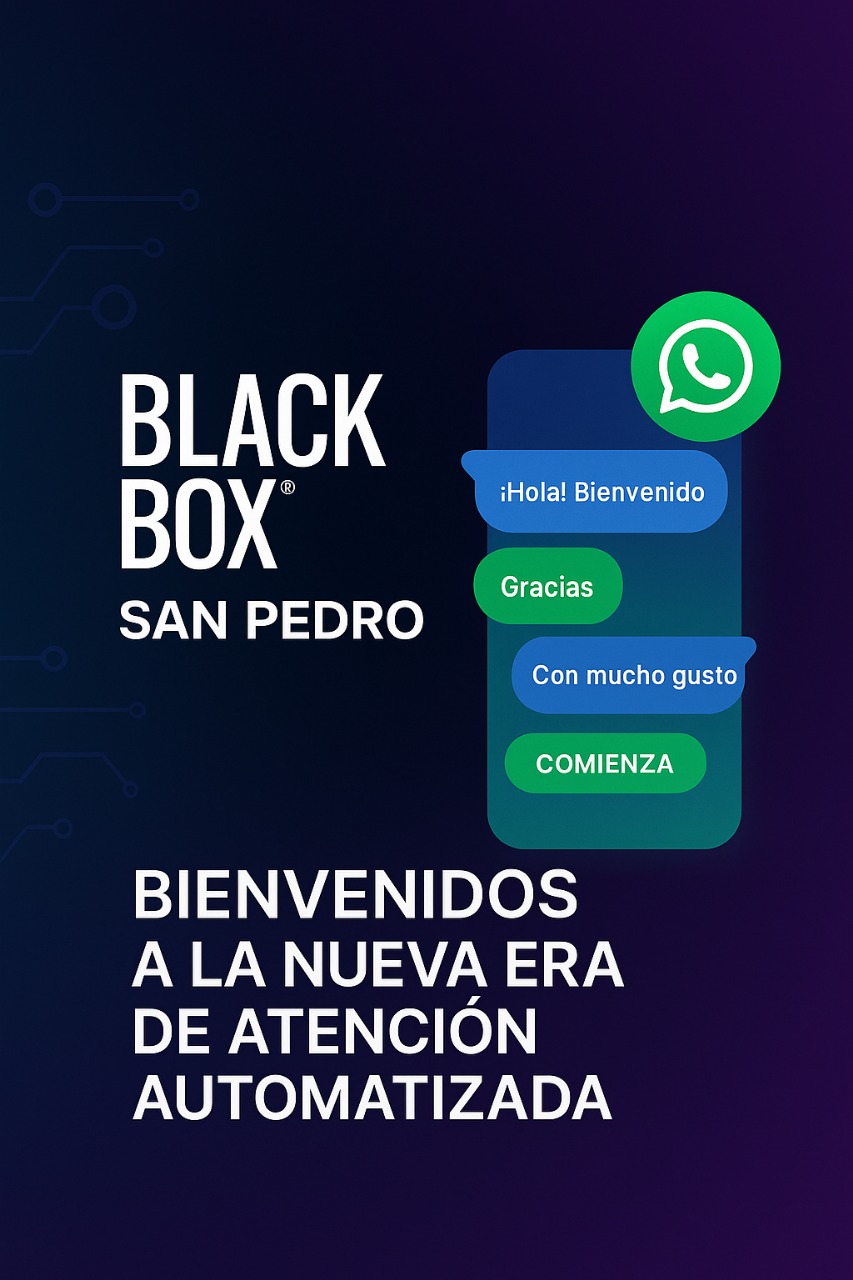 BLACK
BOX®
SAN PEDRO
¡Hola! Bienvenido
Gracias
Con mucho gusto
COMIENZA
BIENVENIDOS
A LA NUEVA ERA
DE ATENCIÓN
AUTOMATIZADA